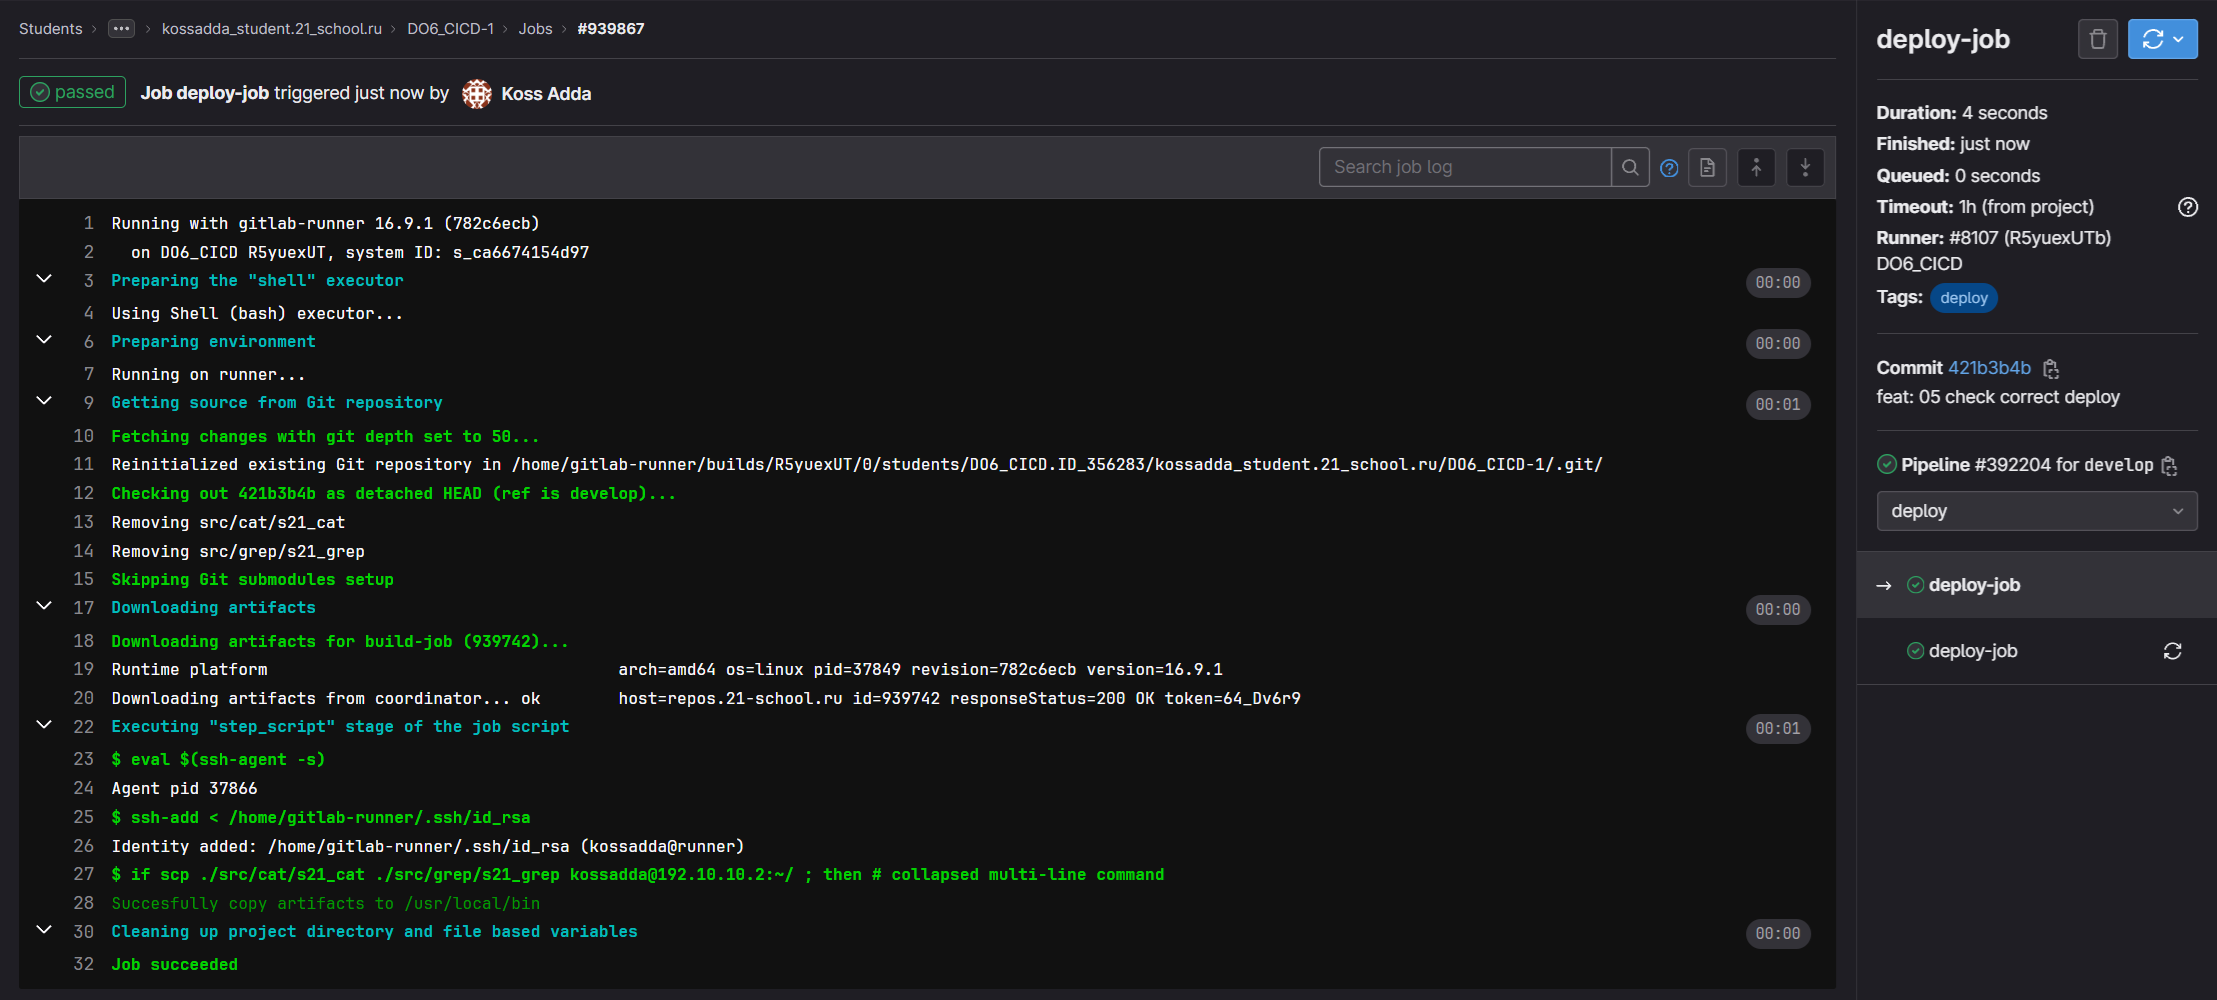 Students › ••• › kossadda_student.21_school.ru › DO6_CICD-1 › Jobs › #939867
passed Job deploy-job triggered just now by Koss Adda
Search job log
1 Running with gitlab-runner 16.9.1 (782c6ecb)
2 on DO6_CICD R5yuexUT, system ID: s_ca6674154d97
3 Preparing the "shell" executor 00:00
4 Using Shell (bash) executor...
6 Preparing environment 00:00
7 Running on runner...
9 Getting source from Git repository 00:01
10 Fetching changes with git depth set to 50...
11 Reinitialized existing Git repository in /home/gitlab-runner/builds/R5yuexUT/0/students/DO6_CICD.ID_356283/kossadda_student.21_school.ru/DO6_CICD-1/.git/
12 Checking out 421b3b4b as detached HEAD (ref is develop)...
13 Removing src/cat/s21_cat
14 Removing src/grep/s21_grep
15 Skipping Git submodules setup
17 Downloading artifacts 00:00
18 Downloading artifacts for build-job (939742)...
19 Runtime platform arch=amd64 os=linux pid=37849 revision=782c6ecb version=16.9.1
20 Downloading artifacts from coordinator... ok host=repos.21-school.ru id=939742 responseStatus=200 OK token=64_Dv6r9
22 Executing "step_script" stage of the job script 00:01
23 $ eval $(ssh-agent -s)
24 Agent pid 37866
25 $ ssh-add < /home/gitlab-runner/.ssh/id_rsa
26 Identity added: /home/gitlab-runner/.ssh/id_rsa (kossadda@runner)
27 $ if scp ./src/cat/s21_cat ./src/grep/s21_grep kossadda@192.10.10.2:~/ ; then # collapsed multi-line command
28 Succesfully copy artifacts to /usr/local/bin
30 Cleaning up project directory and file based variables 00:00
32 Job succeeded
deploy-job
Duration: 4 seconds
Finished: just now
Queued: 0 seconds
Timeout: 1h (from project)
Runner: #8107 (R5yuexUTb)
DO6_CICD
Tags: deploy
Commit 421b3b4b
feat: 05 check correct deploy
Pipeline #392204 for develop
deploy
→ deploy-job
deploy-job